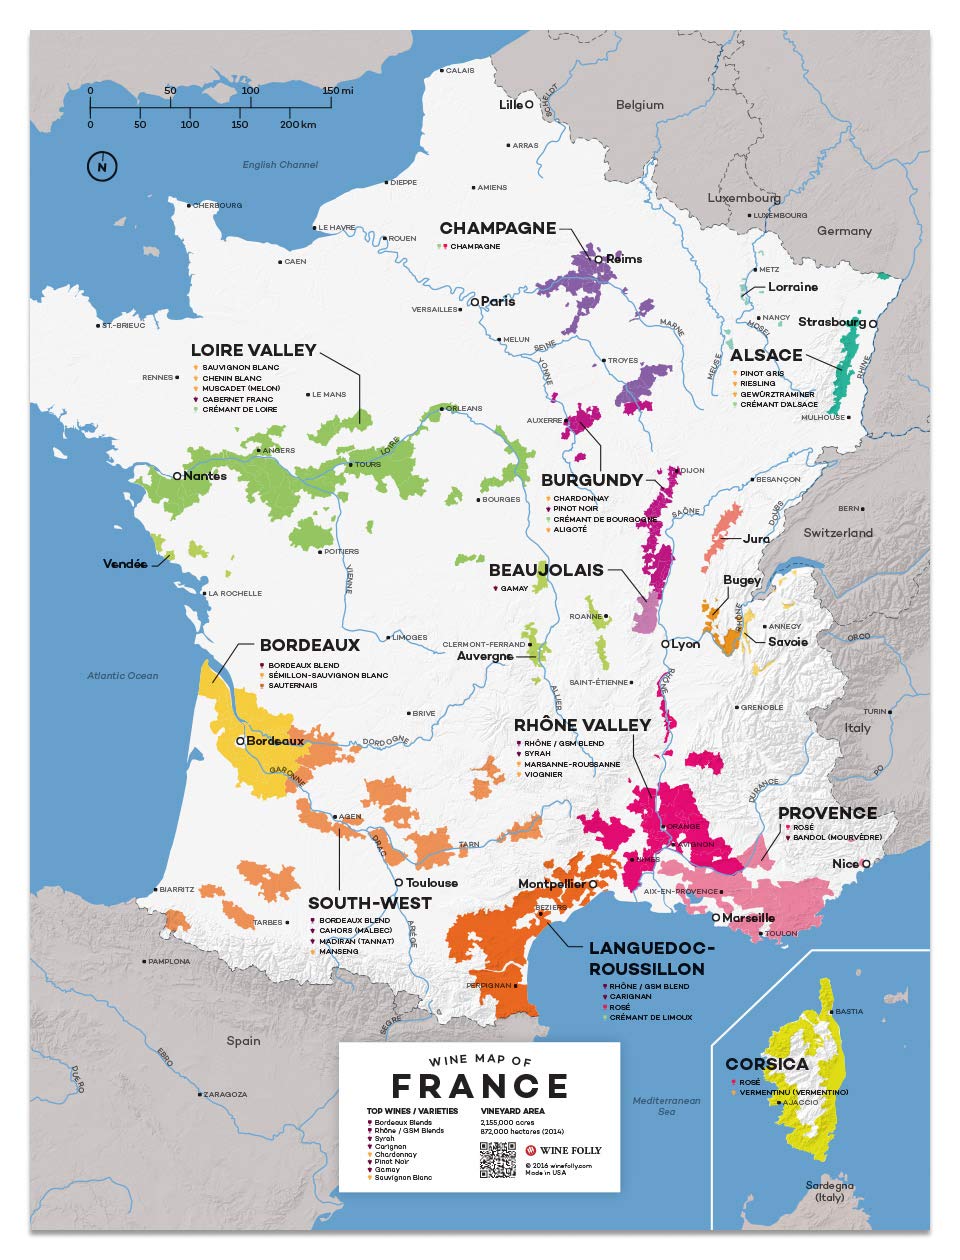 0 50 100 150 mi
0 50 100 150 200 km
N
English Channel
CALAIS
Lille
SCHELDT
Belgium
ARRAS
DIEPPE
AMIENS
Luxembourg
LUXEMBOURG
CHERBOURG
LE HAVRE
ROUEN
CHAMPAGNE
CHAMPAGNE
Germany
CAEN
Reims
METZ
Lorraine
VERSAILLES
Paris
ST.-BRIEUC
MARNE
NANCY
MOSEL
Strasbourg
MELUN
SEINE
YONNE
TROYES
MEUSE
RHINE
LOIRE VALLEY
SAUVIGNON BLANC
CHENIN BLANC
MUSCADET (MELON)
CABERNET FRANC
CRÉMANT DE LOIRE
ALSACE
PINOT GRIS
RIESLING
GEWÜRZTRAMINER
CRÉMANT D'ALSACE
RENNES
LE MANS
ORLEANS
AUXERRE
MULHOUSE
ANGERS
LOIRE
TOURS
Nantes
DIJON
BESANÇON
BURGUNDY
CHARDONNAY
PINOT NOIR
CRÉMANT DE BOURGOGNE
ALIGOTÉ
BOURGES
SAÔNE
DOUBS
BERN
Switzerland
Jura
POITIERS
VIENNE
Vendée
BEAUJOLAIS
GAMAY
Bugey
LA ROCHELLE
ROANNE
RHÔNE
ANNECY
Savoie
ORCO
LIMOGES
CLERMONT-FERRAND
Auvergne
Lyon
BORDEAUX
BORDEAUX BLEND
SÉMILLON-SAUVIGNON BLANC
SAUTERNAIS
Atlantic Ocean
SAINT-ÉTIENNE
ALLIER
RHÔNE
GRENOBLE
TURIN
Italy
BRIVE
RHÔNE VALLEY
RHÔNE / GSM BLEND
SYRAH
MARSANNE-ROUSSANNE
VIOGNIER
Bordeaux
DORDOGNE
GARONNE
PO
DURANCE
AGEN
DRAC
TARN
ORANGE
AVIGNON
NIMES
PROVENCE
ROSÉ
BANDOL (MOURVÈDRE)
Nice
BIARRITZ
Toulouse
Montpellier
AIX-EN-PROVENCE
BEZIERS
Marseille
TOULON
SOUTH-WEST
BORDEAUX BLEND
CAHORS (MALBEC)
MADIRAN (TANNAT)
MANSENG
TARBES
ARIÈGE
PAMPLONA
PERPIGNAN
LANGUEDOC-
ROUSSILLON
RHÔNE / GSM BLEND
CARIGNAN
ROSÉ
CRÉMANT DE LIMOUX
SEGRE
Spain
EBRO
DUERO
ZARAGOZA
Mediterranean
Sea
BASTIA
CORSICA
ROSÉ
VERMENTINU (VERMENTINO)
AJACCIO
Sardegna
(Italy)
WINE MAP OF
FRANCE
TOP WINES / VARIETIES
Bordeaux Blends
Rhône / GSM Blends
Syrah
Carignan
Chardonnay
Pinot Noir
Gamay
Sauvignon Blanc
VINEYARD AREA
2,155,000 acres
872,000 hectares (2014)
WINE FOLLY
© 2016 winefolly.com
Made in USA